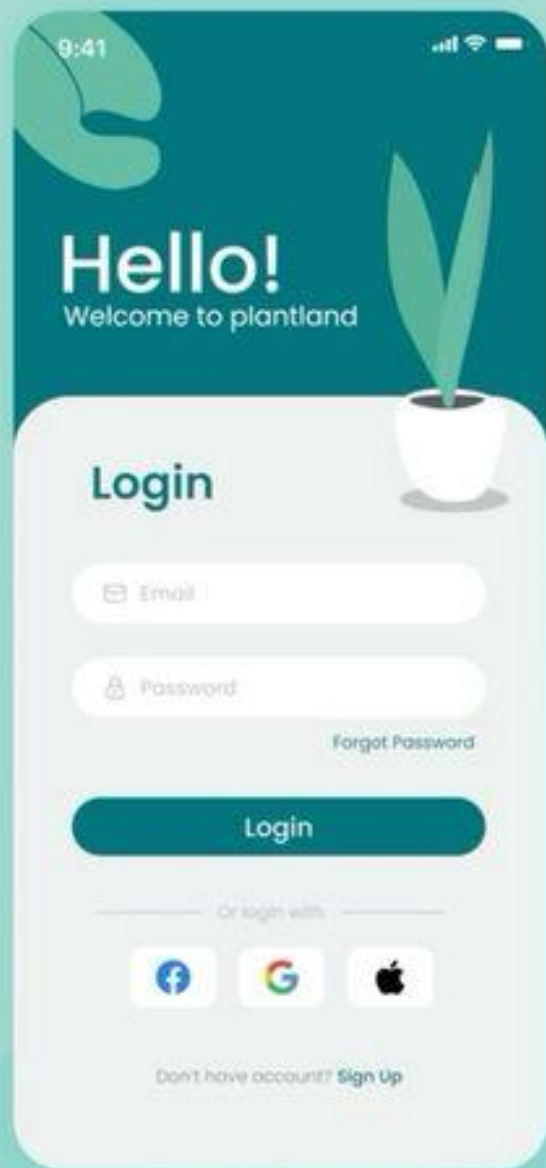 9:41
Hello!
Welcome to plantland
Login
Email
Password
Forgot Password
Login
Or login with
Don't have account? Sign Up